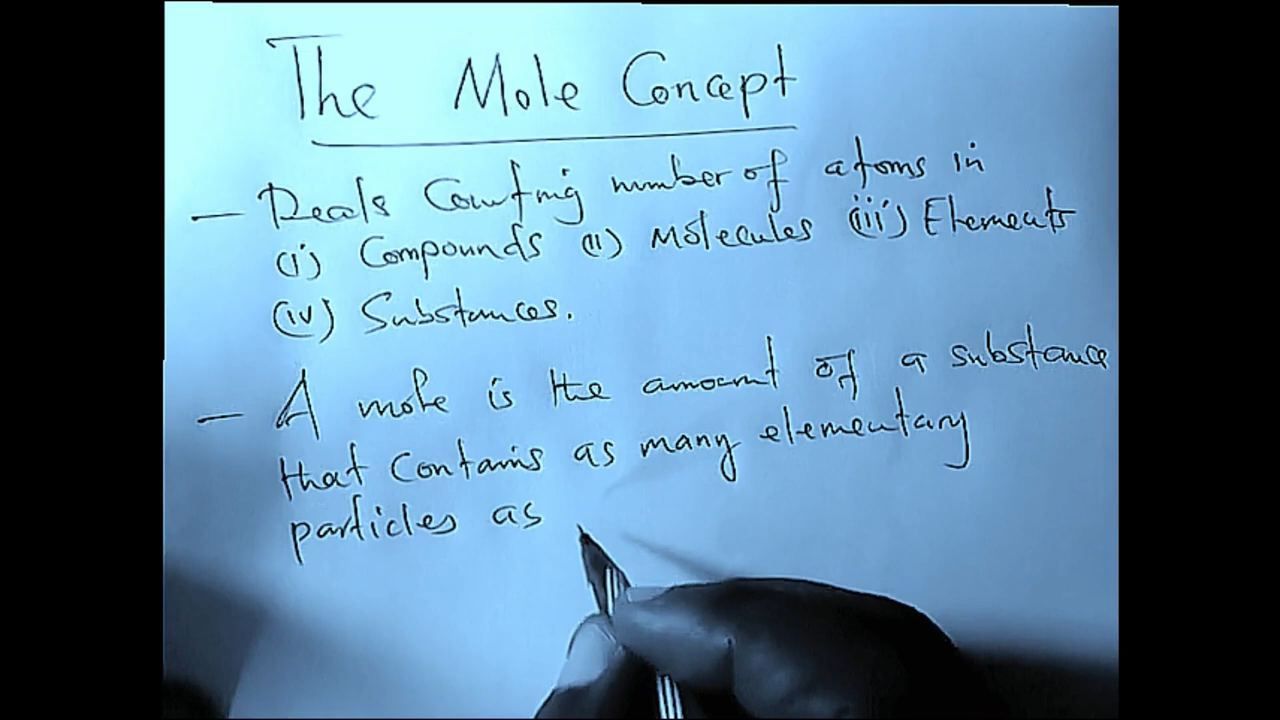 The Mole Concept
- Deals Counting number of atoms in
(i) Compounds (ii) Molecules (iii) Elements
(iv) Substances.
- A mole is the amount of a substance
that contains as many elementary
particles as